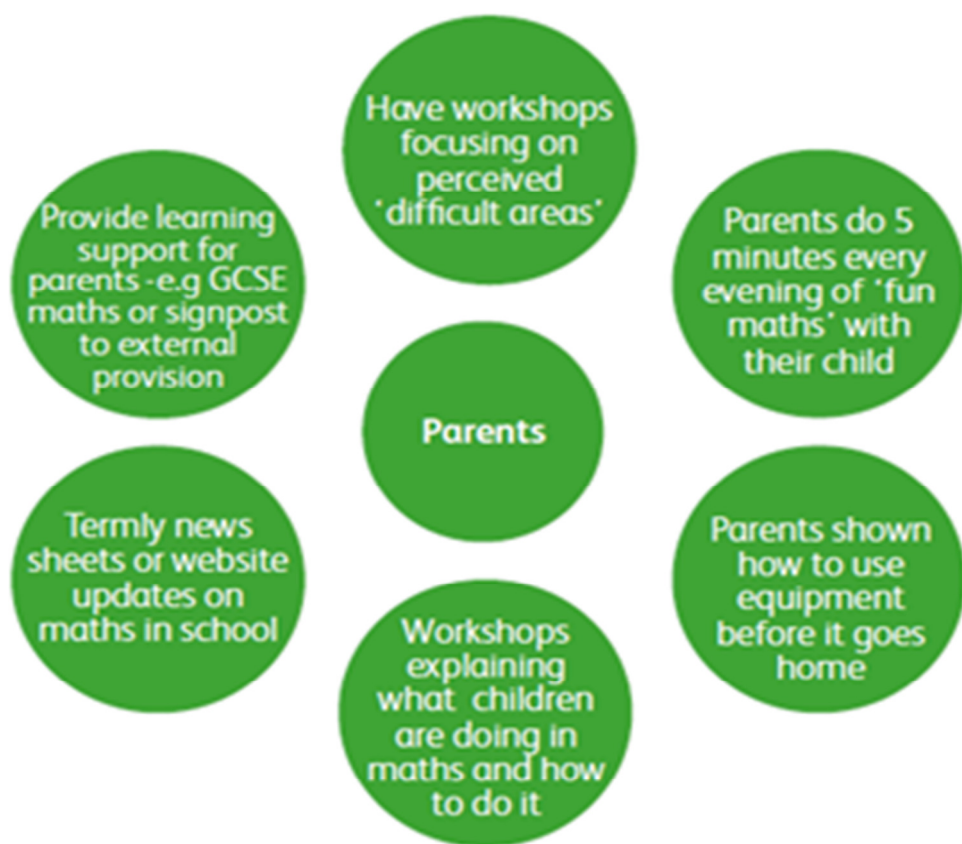 Have workshops
focusing on
perceived
'difficult areas'
Provide learning
support for
parents -e.g GCSE
maths or signpost
to external
provision
Parents do 5
minutes every
evening of 'fun
maths' with
their child
Parents
Termly news
sheets or website
updates on
maths in school
Parents shown
how to use
equipment
before it goes
home
Workshops
explaining
what children
are doing in
maths and how
to do it